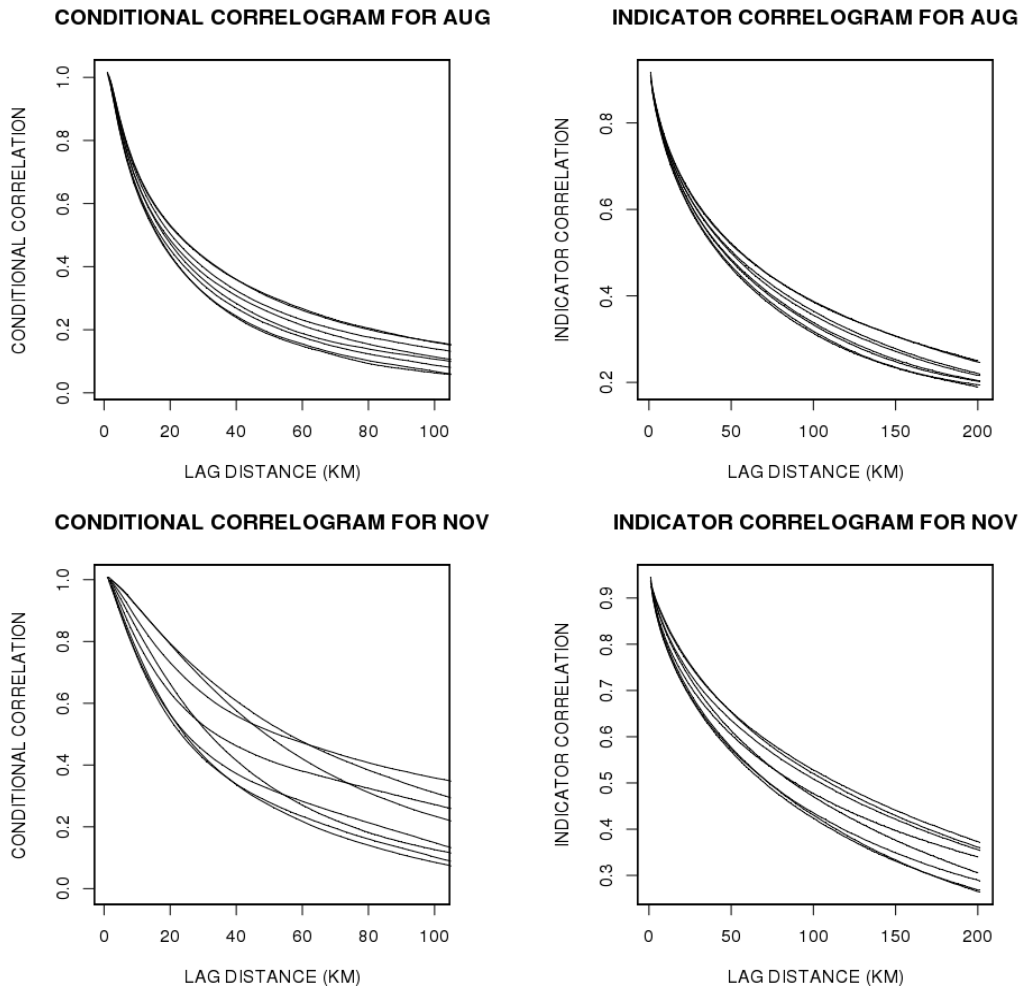 CONDITIONAL CORRELOGRAM FOR AUG
CONDITIONAL CORRELATION
1.0
0.8
0.6
0.4
0.2
0.0
0 20 40 60 80 100
LAG DISTANCE (KM)
INDICATOR CORRELOGRAM FOR AUG
INDICATOR CORRELATION
0.8
0.6
0.4
0.2
0 50 100 150 200
LAG DISTANCE (KM)
CONDITIONAL CORRELOGRAM FOR NOV
CONDITIONAL CORRELATION
1.0
0.8
0.6
0.4
0.2
0.0
0 20 40 60 80 100
LAG DISTANCE (KM)
INDICATOR CORRELOGRAM FOR NOV
INDICATOR CORRELATION
0.9
0.8
0.7
0.6
0.5
0.4
0.3
0 50 100 150 200
LAG DISTANCE (KM)